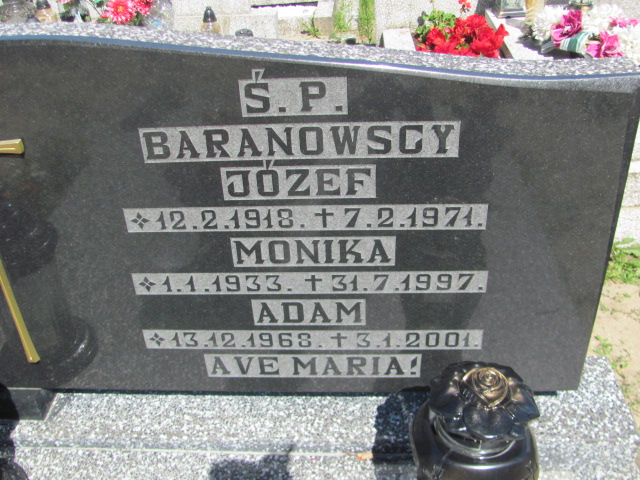 Ś.P.
BARANOWSCY
JÓZEF
✥12.2.1918. ✝7.2.1971.
MONIKA
✥1.1.1933. ✝31.7.1997.
ADAM
✥13.12.1968. ✝3.1.2001.
AVE MARIA!